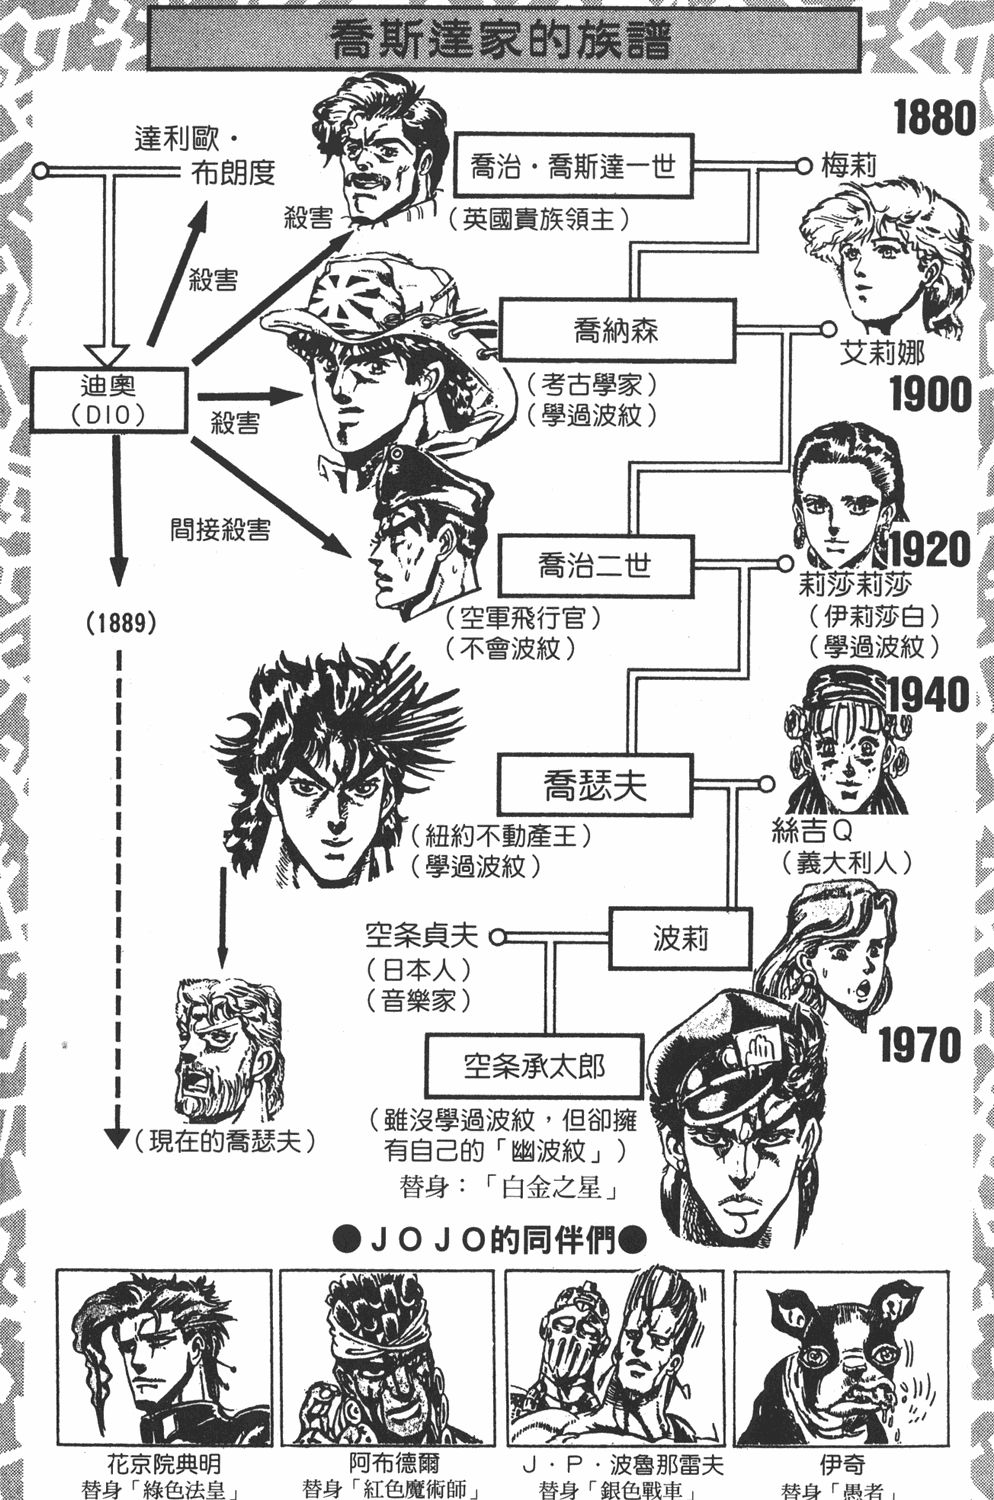 喬斯達家的族譜
1880
達利歐・
布朗度
喬治・喬斯達一世
梅莉
(英國貴族領主)
殺害
殺害
喬納森
艾莉娜
(考古學家)
(學過波紋)
迪奧
(DIO)
殺害
1900
間接殺害
1920
喬治二世
莉莎莉莎
(伊莉莎白)
(學過波紋)
(空軍飛行官)
(不會波紋)
(1889)
1940
喬瑟夫
(紐約不動產王)
(學過波紋)
絲吉Q
(義大利人)
空条貞夫
(日本人)
(音樂家)
波莉
1970
空条承太郎
(雖沒學過波紋，但卻擁
有自己的「幽波紋」)
替身：「白金之星」
(現在的喬瑟夫)
●JOJO的同伴們●
花京院典明
替身「綠色法皇」
阿布德爾
替身「紅色魔術師」
J・P・波魯那雷夫
替身「銀色戰車」
伊奇
替身「愚者」